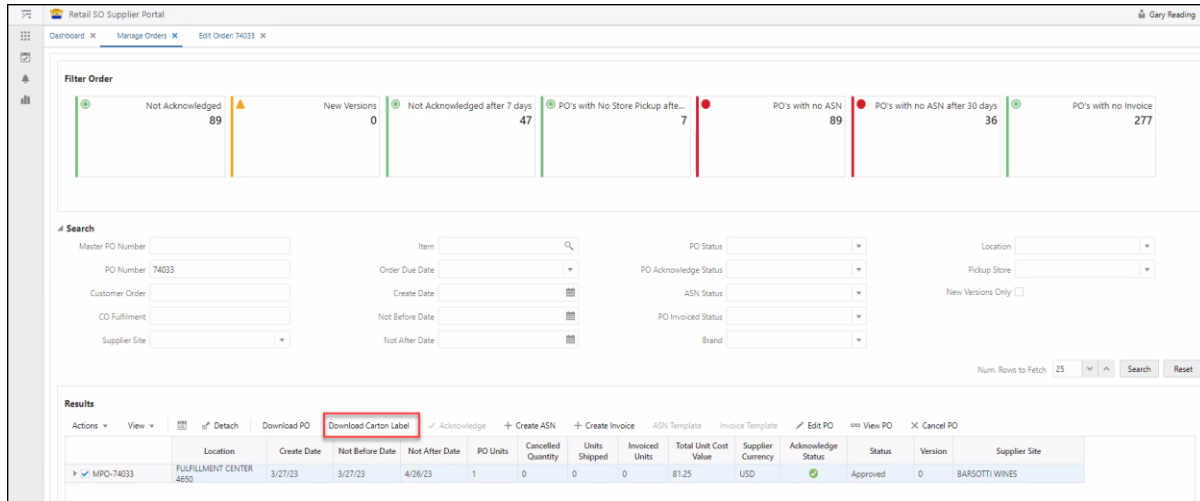 Retail SO Supplier Portal
Gary Reading
Dashboard
Manage Orders
Edit Order: 74033
Filter Order
Not Acknowledged
89
New Versions
0
Not Acknowledged after 7 days
47
PO's with No Store Pickup afte...
7
PO's with no ASN
89
PO's with no ASN after 30 days
36
PO's with no Invoice
277
Search
Master PO Number
Item
PO Status
Location
PO Number 74033
Order Due Date
PO Acknowledge Status
Pickup Store
Customer Order
Create Date
ASN Status
New Versions Only
CO Fulfilment
Not Before Date
PO Invoiced Status
Supplier Site
Not After Date
Brand
Num. Rows to Fetch 25 Search Reset
Results
Actions View Detach Download PO Download Carton Label Acknowledge Create ASN Create Invoice ASN Template Invoice Template Edit PO View PO Cancel PO
Location Create Date Not Before Date Not After Date PO Units Cancelled Quantity Units Shipped Invoiced Units Total Unit Cost Value Supplier Currency Acknowledge Status Status Version Supplier Site
MPO-74033 FULFILLMENT CENTER 4650 3/27/23 3/27/23 4/26/23 1 0 0 0 81.25 USD Approved 0 BARSOTTI WINES